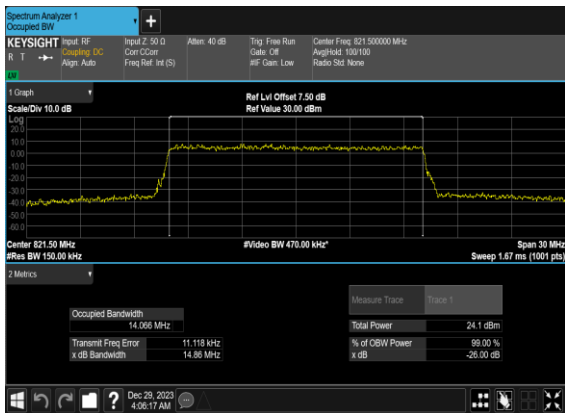 Spectrum Analyzer 1
Occupied BW
KEYSIGHT
R T
LXI
Input: RF
Coupling: DC
Align: Auto
Input Z: 50 Ω
Corr CCorr
Freq Ref: Int (S)
Atten: 40 dB
Trig: Free Run
Gate: Off
#IF Gain: Low
Center Freq: 821.500000 MHz
Avg|Hold: 100/100
Radio Std: None
1 Graph
Scale/Div 10.0 dB
Ref Lvl Offset 7.50 dB
Ref Value 30.00 dBm
Log
20.0
10.0
0.00
-10.0
-20.0
-30.0
-40.0
-50.0
-60.0
Center 821.50 MHz
#Res BW 150.00 kHz
#Video BW 470.00 kHz*
Span 30 MHz
Sweep 1.67 ms (1001 pts)
2 Metrics
Measure Trace
Trace 1
Occupied Bandwidth
14.066 MHz
Total Power
24.1 dBm
Transmit Freq Error
11.118 kHz
% of OBW Power
99.00 %
x dB Bandwidth
14.86 MHz
x dB
-26.00 dB
?
Dec 29, 2023
4:06:17 AM